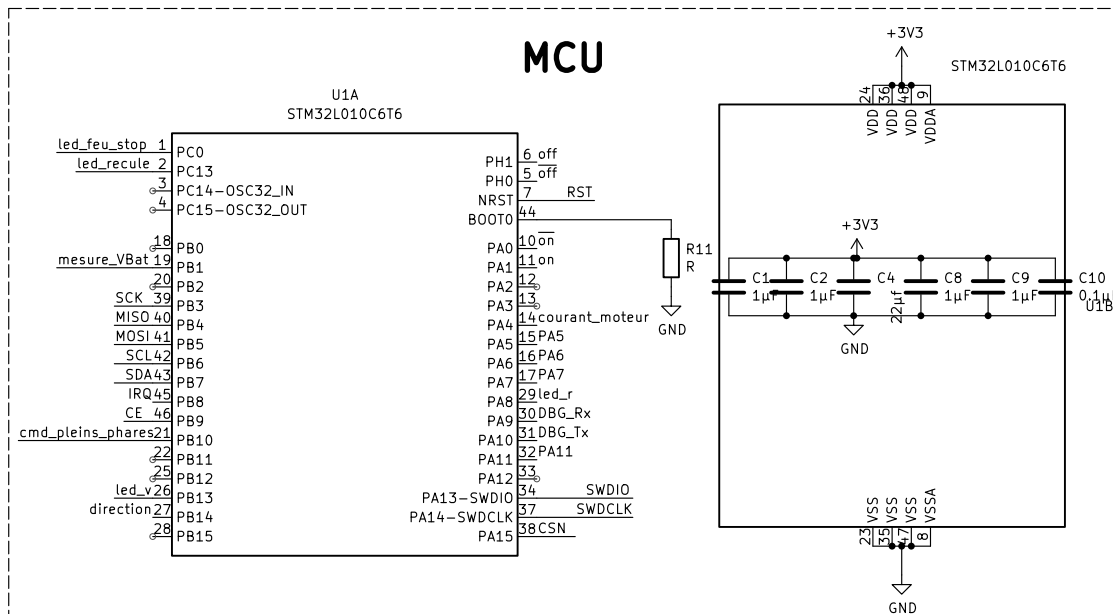 MCU
U1A
STM32L010C6T6
led_feu_stop 1 PC0
led_recule 2 PC13
3 PC14-OSC32_IN
4 PC15-OSC32_OUT
18 PB0
mesure_VBat 19 PB1
20 PB2
SCK 39 PB3
MISO 40 PB4
MOSI 41 PB5
SCL 42 PB6
SDA 43 PB7
IRQ 45 PB8
CE 46 PB9
cmd_pleins_phares 21 PB10
22 PB11
25 PB12
led_v 26 PB13
direction 27 PB14
28 PB15
PH1 6 off
PH0 5 off
NRST 7 RST
BOOT0 44
PA0 10 on
PA1 11 on
PA2 12
PA3 13
PA4 14 courant_moteur
PA5 15 PA5
PA6 16 PA6
PA7 17 PA7
PA8 29 led_r
PA9 30 DBG_Rx
PA10 31 DBG_Tx
PA11 32 PA11
PA12 33
PA13-SWDIO 34 SWDIO
PA14-SWDCLK 37 SWDCLK
PA15 38 CSN
R11
R
GND
+3V3
STM32L010C6T6
24 36 48 9
VDD VDD VDD VDDA
+3V3
C1 C2 C4 C8 C9 C10
1µF 1µF 22µf 1µF 1µF 0.1µ
U1B
GND
VSS VSS VSS VSSA
23 35 47 8
GND